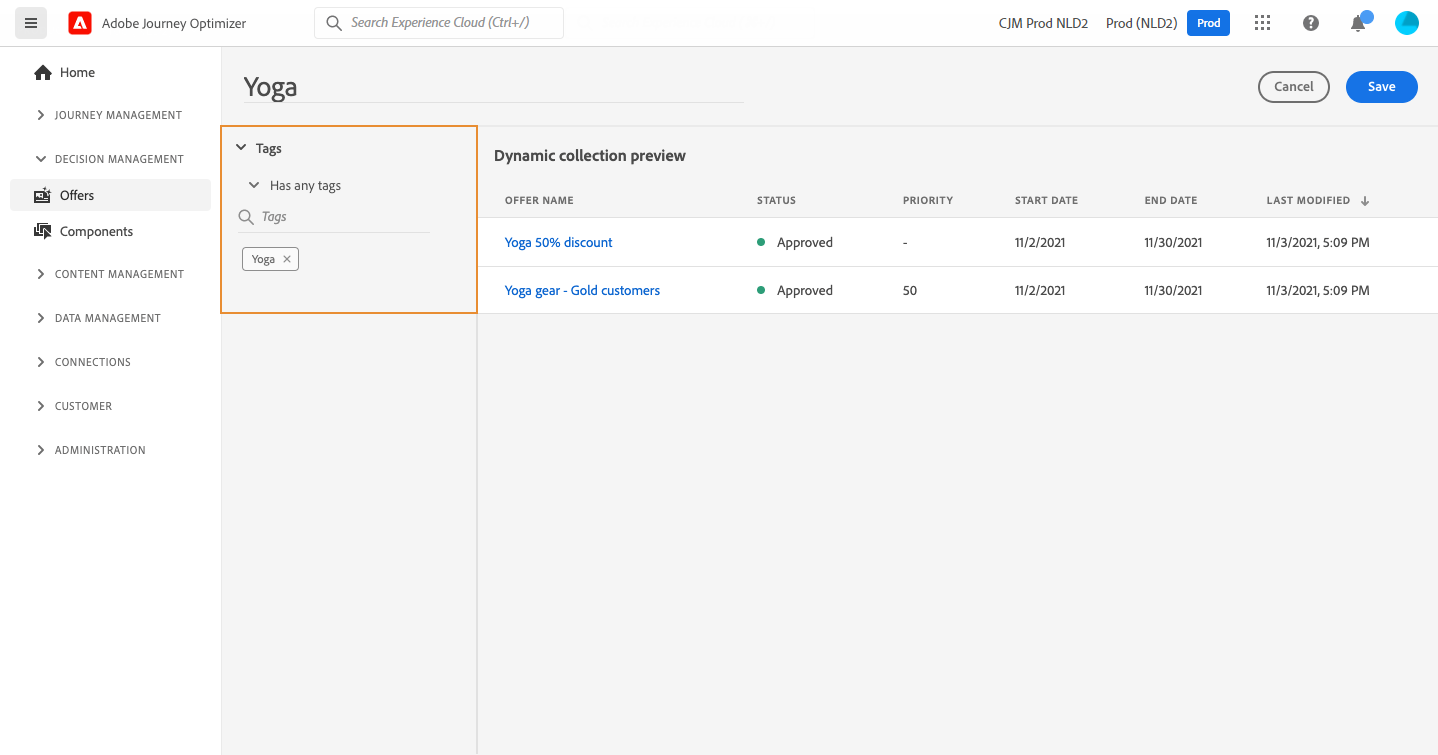 Adobe Journey Optimizer
Search Experience Cloud (Ctrl+/)
CJM Prod NLD2
Prod (NLD2)
Prod
Home
JOURNEY MANAGEMENT
DECISION MANAGEMENT
Offers
Components
CONTENT MANAGEMENT
DATA MANAGEMENT
CONNECTIONS
CUSTOMER
ADMINISTRATION
Yoga
Cancel
Save
Tags
Has any tags
Tags
Yoga
Dynamic collection preview
OFFER NAME STATUS PRIORITY START DATE END DATE LAST MODIFIED
Yoga 50% discount Approved - 11/2/2021 11/30/2021 11/3/2021, 5:09 PM
Yoga gear - Gold customers Approved 50 11/2/2021 11/30/2021 11/3/2021, 5:09 PM